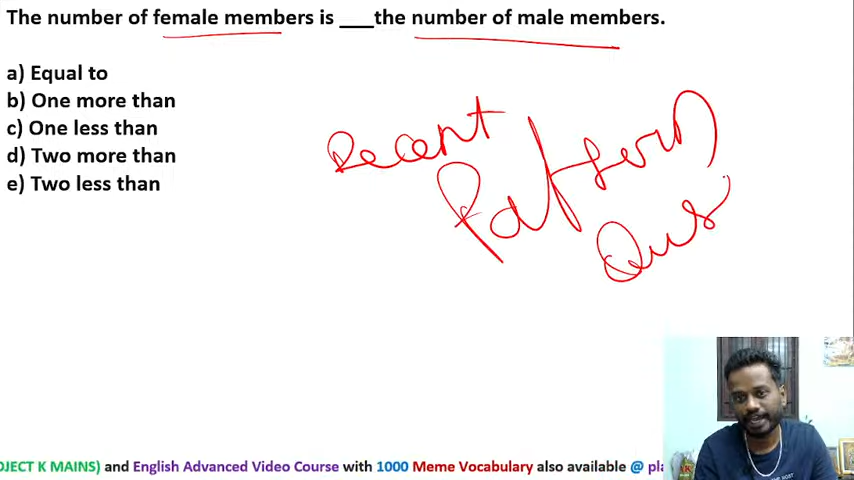 The number of female members is ___the number of male members.
a) Equal to
b) One more than
c) One less than
d) Two more than
e) Two less than
Recent
Pattern
Qus
OJECT K MAINS) and English Advanced Video Course with 1000 Meme Vocabulary also available @ pla